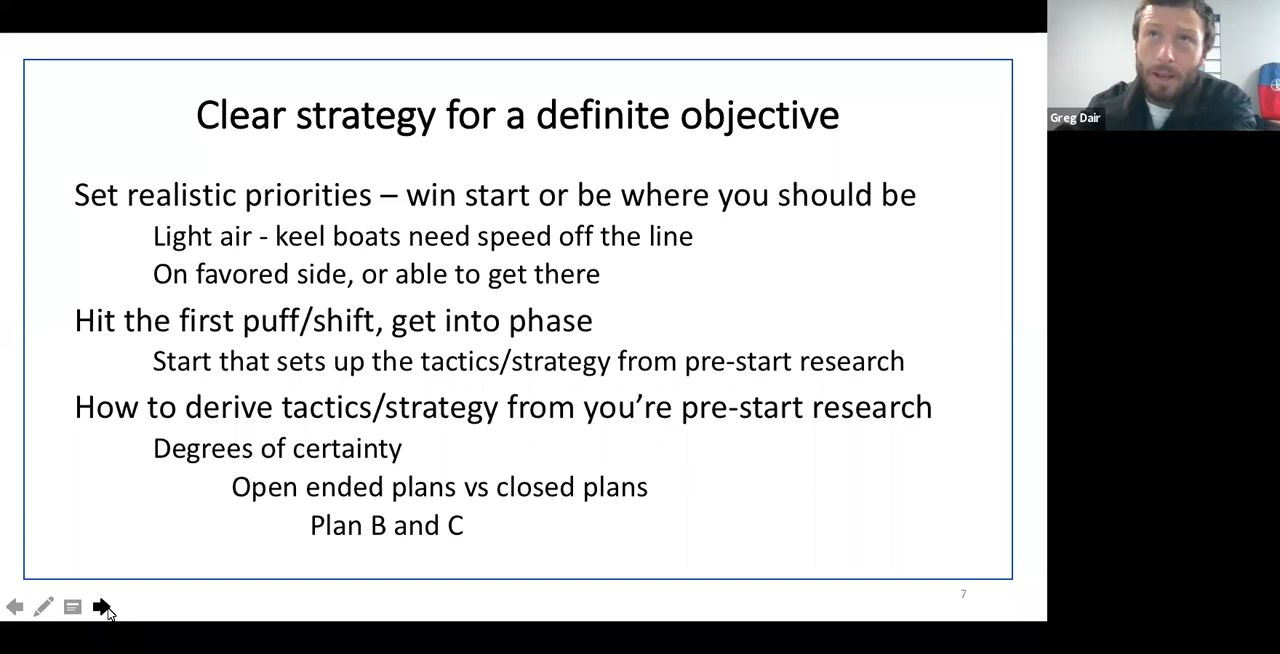 Clear strategy for a definite objective
Set realistic priorities – win start or be where you should be
Light air - keel boats need speed off the line
On favored side, or able to get there
Hit the first puff/shift, get into phase
Start that sets up the tactics/strategy from pre-start research
How to derive tactics/strategy from you’re pre-start research
Degrees of certainty
Open ended plans vs closed plans
Plan B and C
7
Greg Dair